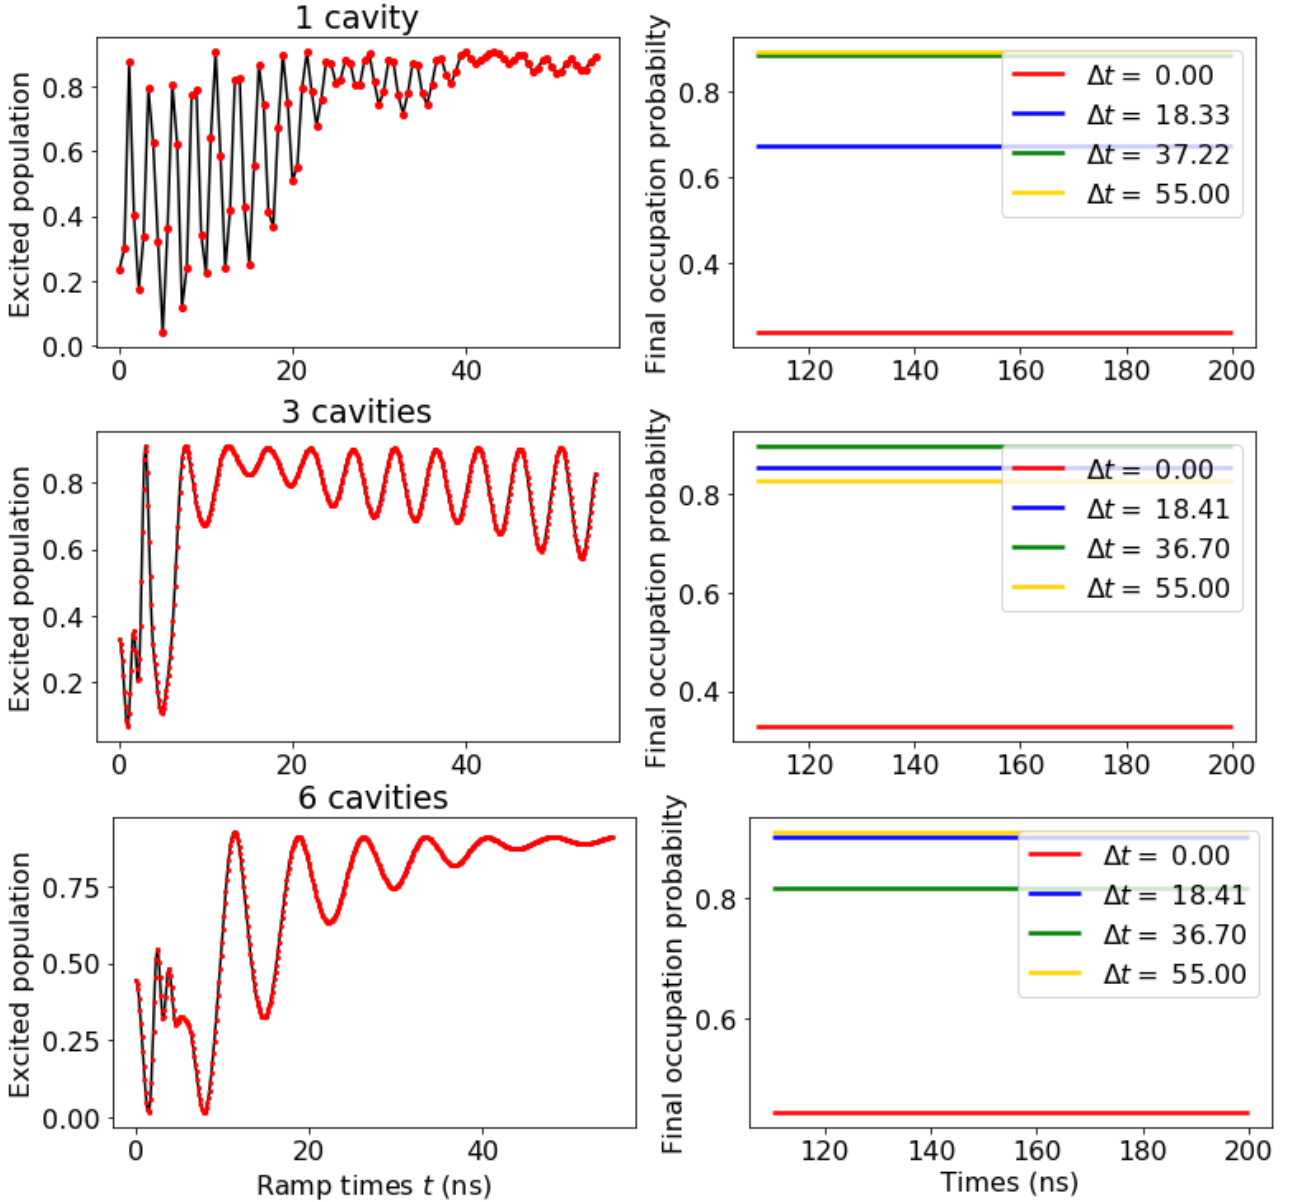 1 cavity
Excited population
0.8
0.6
0.4
0.2
0.0
0
20
40
Final occupation probabilty
0.8
0.6
0.4
120
140
160
180
200
Δt = 0.00
Δt = 18.33
Δt = 37.22
Δt = 55.00
3 cavities
Excited population
0.8
0.6
0.4
0.2
0
20
40
Final occupation probabilty
0.8
0.6
0.4
120
140
160
180
200
Δt = 0.00
Δt = 18.41
Δt = 36.70
Δt = 55.00
6 cavities
Excited population
0.75
0.50
0.25
0.00
0
20
40
Ramp times t (ns)
Final occupation probabilty
0.8
0.6
120
140
160
180
200
Times (ns)
Δt = 0.00
Δt = 18.41
Δt = 36.70
Δt = 55.00